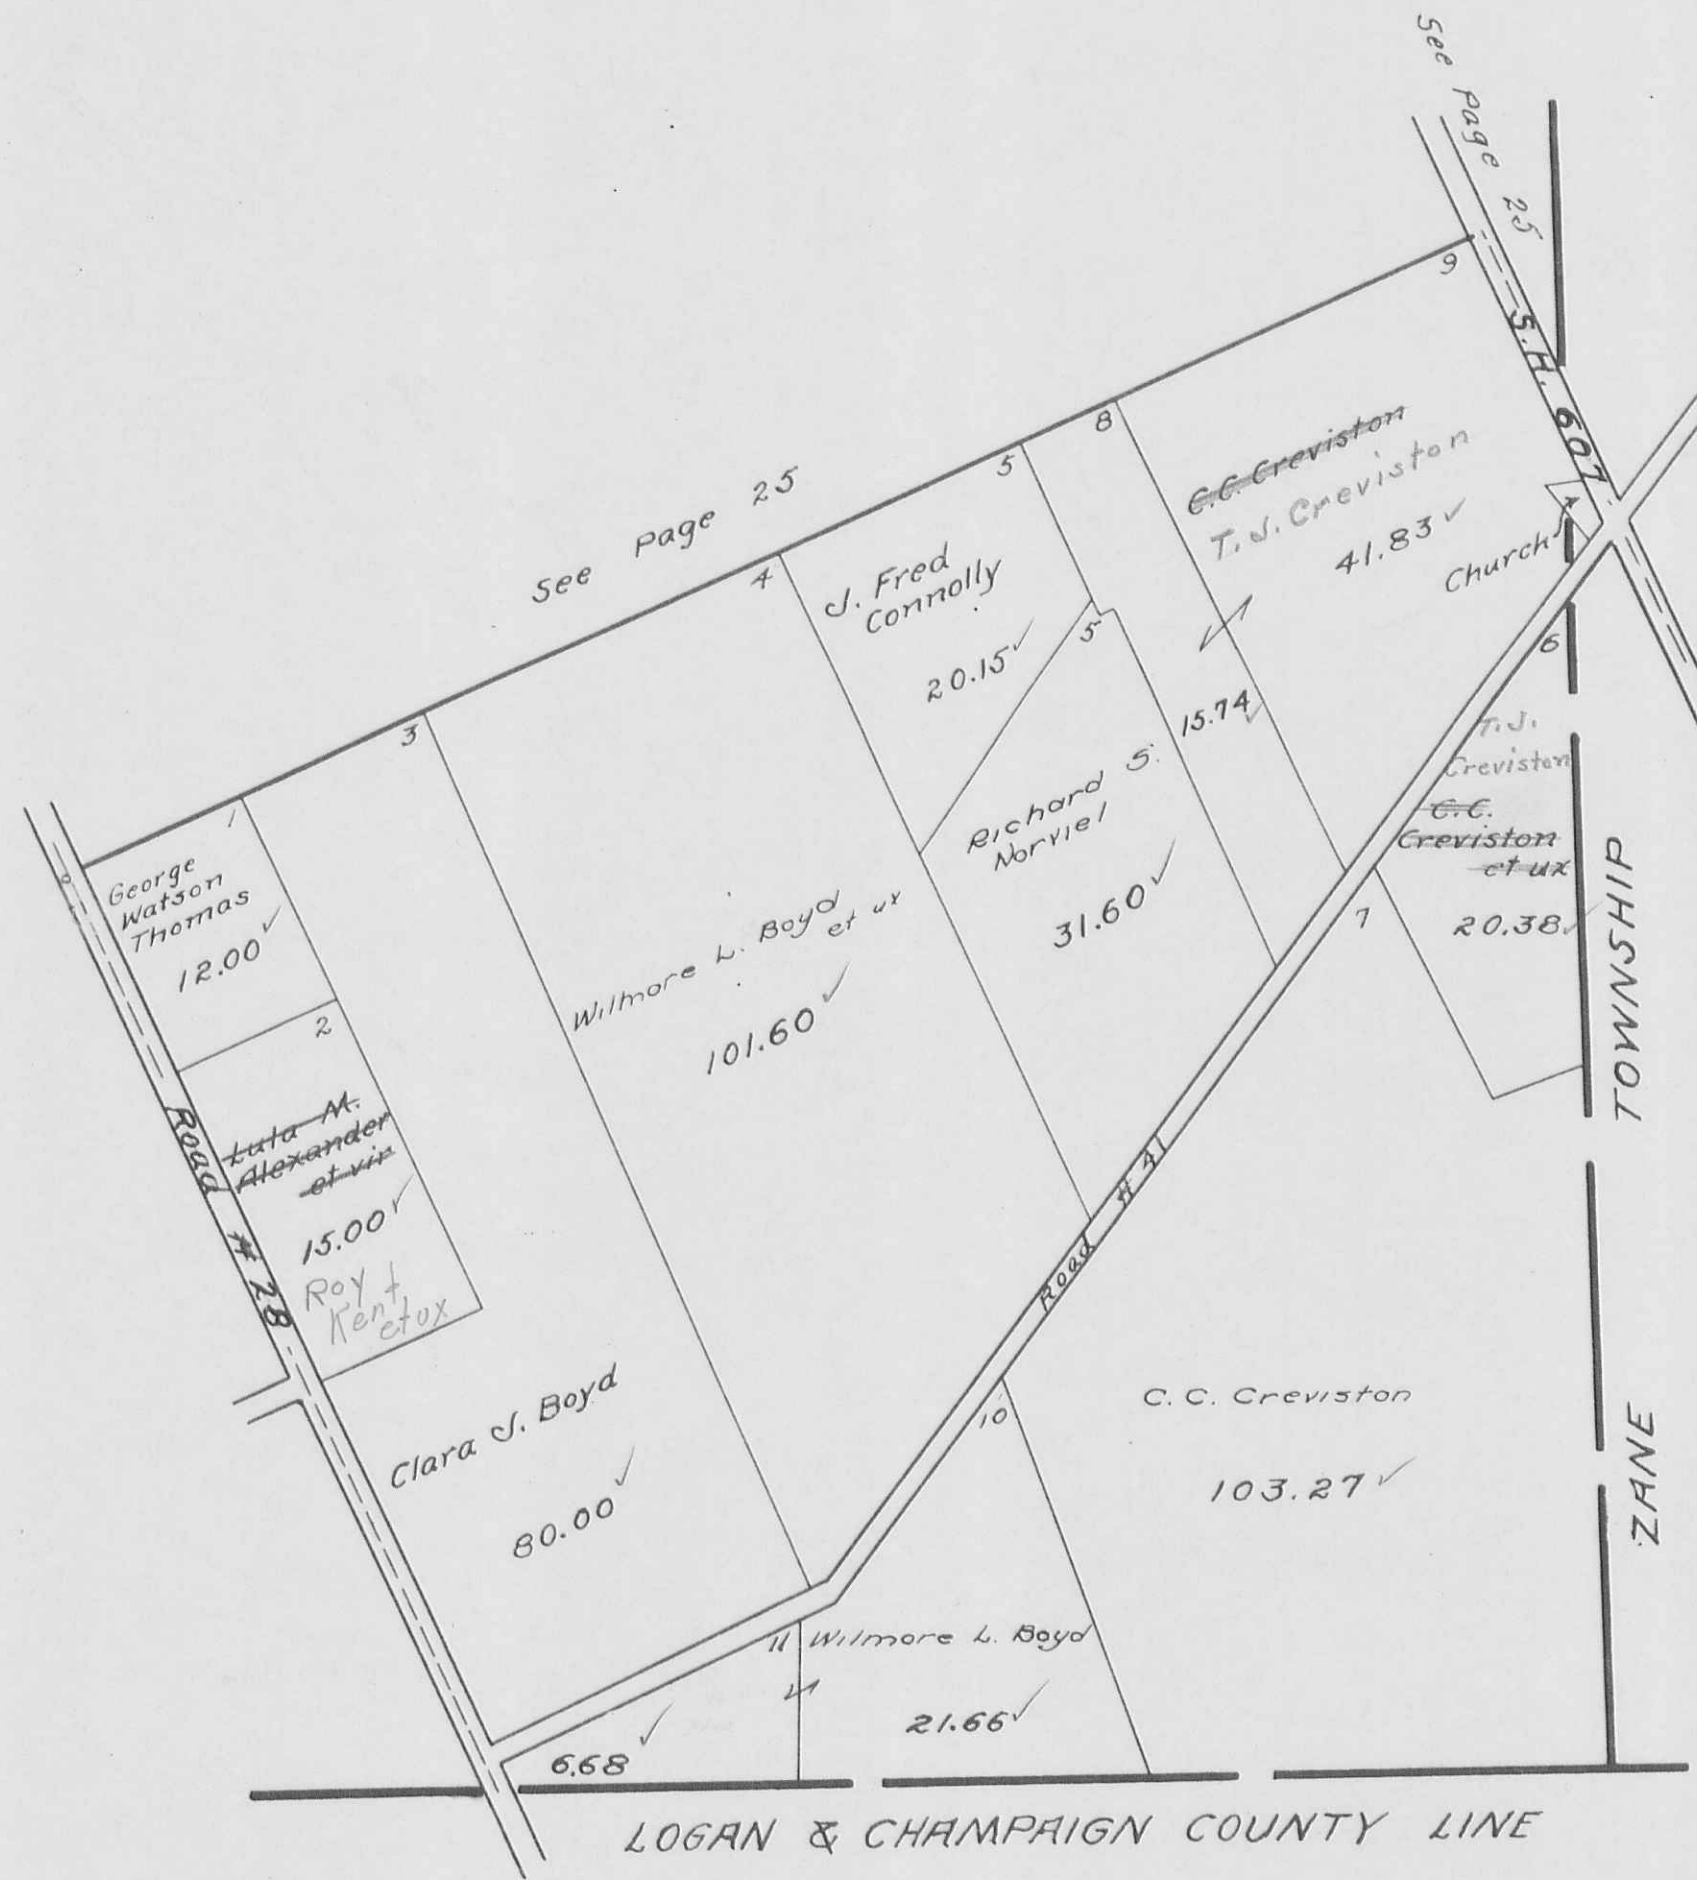 See Page 25
9
S.H. 607
8
C.C. Creviston
T. J. Creviston
41.83
Church
5
See Page 25
4
J. Fred
Connolly
20.15
5
6
15.74
T. J.
Creviston
C.C.
Creviston
et ux
20.38
3
Richard S.
Norviel
31.60
7
1
George
Watson
Thomas
12.00
Wilmore L. Boyd
et ux
101.60
2
Lula M.
Alexander
et vir
15.00
Roy
Kent
et ux
Road # 28
Road # 41
TOWNSHIP
ZANE
Clara J. Boyd
80.00
10
C. C. Creviston
103.27
11
Wilmore L. Boyd
21.66
6.68
LOGAN & CHAMPAIGN COUNTY LINE